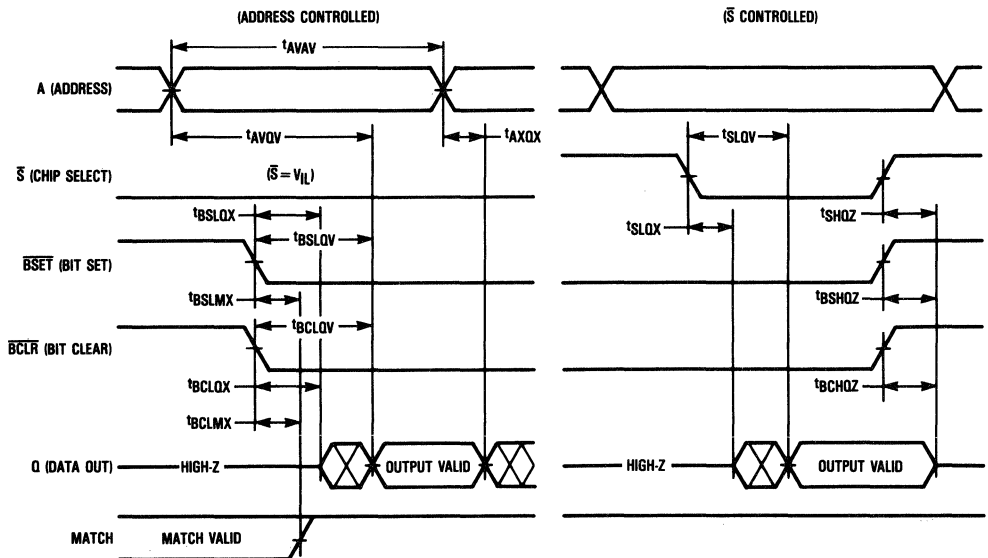 (ADDRESS CONTROLLED)
(S̅ CONTROLLED)
tAVAV
A (ADDRESS)
tAVQV
tAXQX
tSLQV
S̅ (CHIP SELECT)
(S̅ = VIL)
tBSLQX
tSLQX
tSHQZ
tBSLQV
B̅S̅E̅T̅ (BIT SET)
tBSLMX
tBSHQZ
tBCLQV
B̅C̅L̅R̅ (BIT CLEAR)
tBCLQX
tBCHQZ
tBCLMX
Q (DATA OUT)
HIGH-Z
OUTPUT VALID
HIGH-Z
OUTPUT VALID
MATCH
MATCH VALID